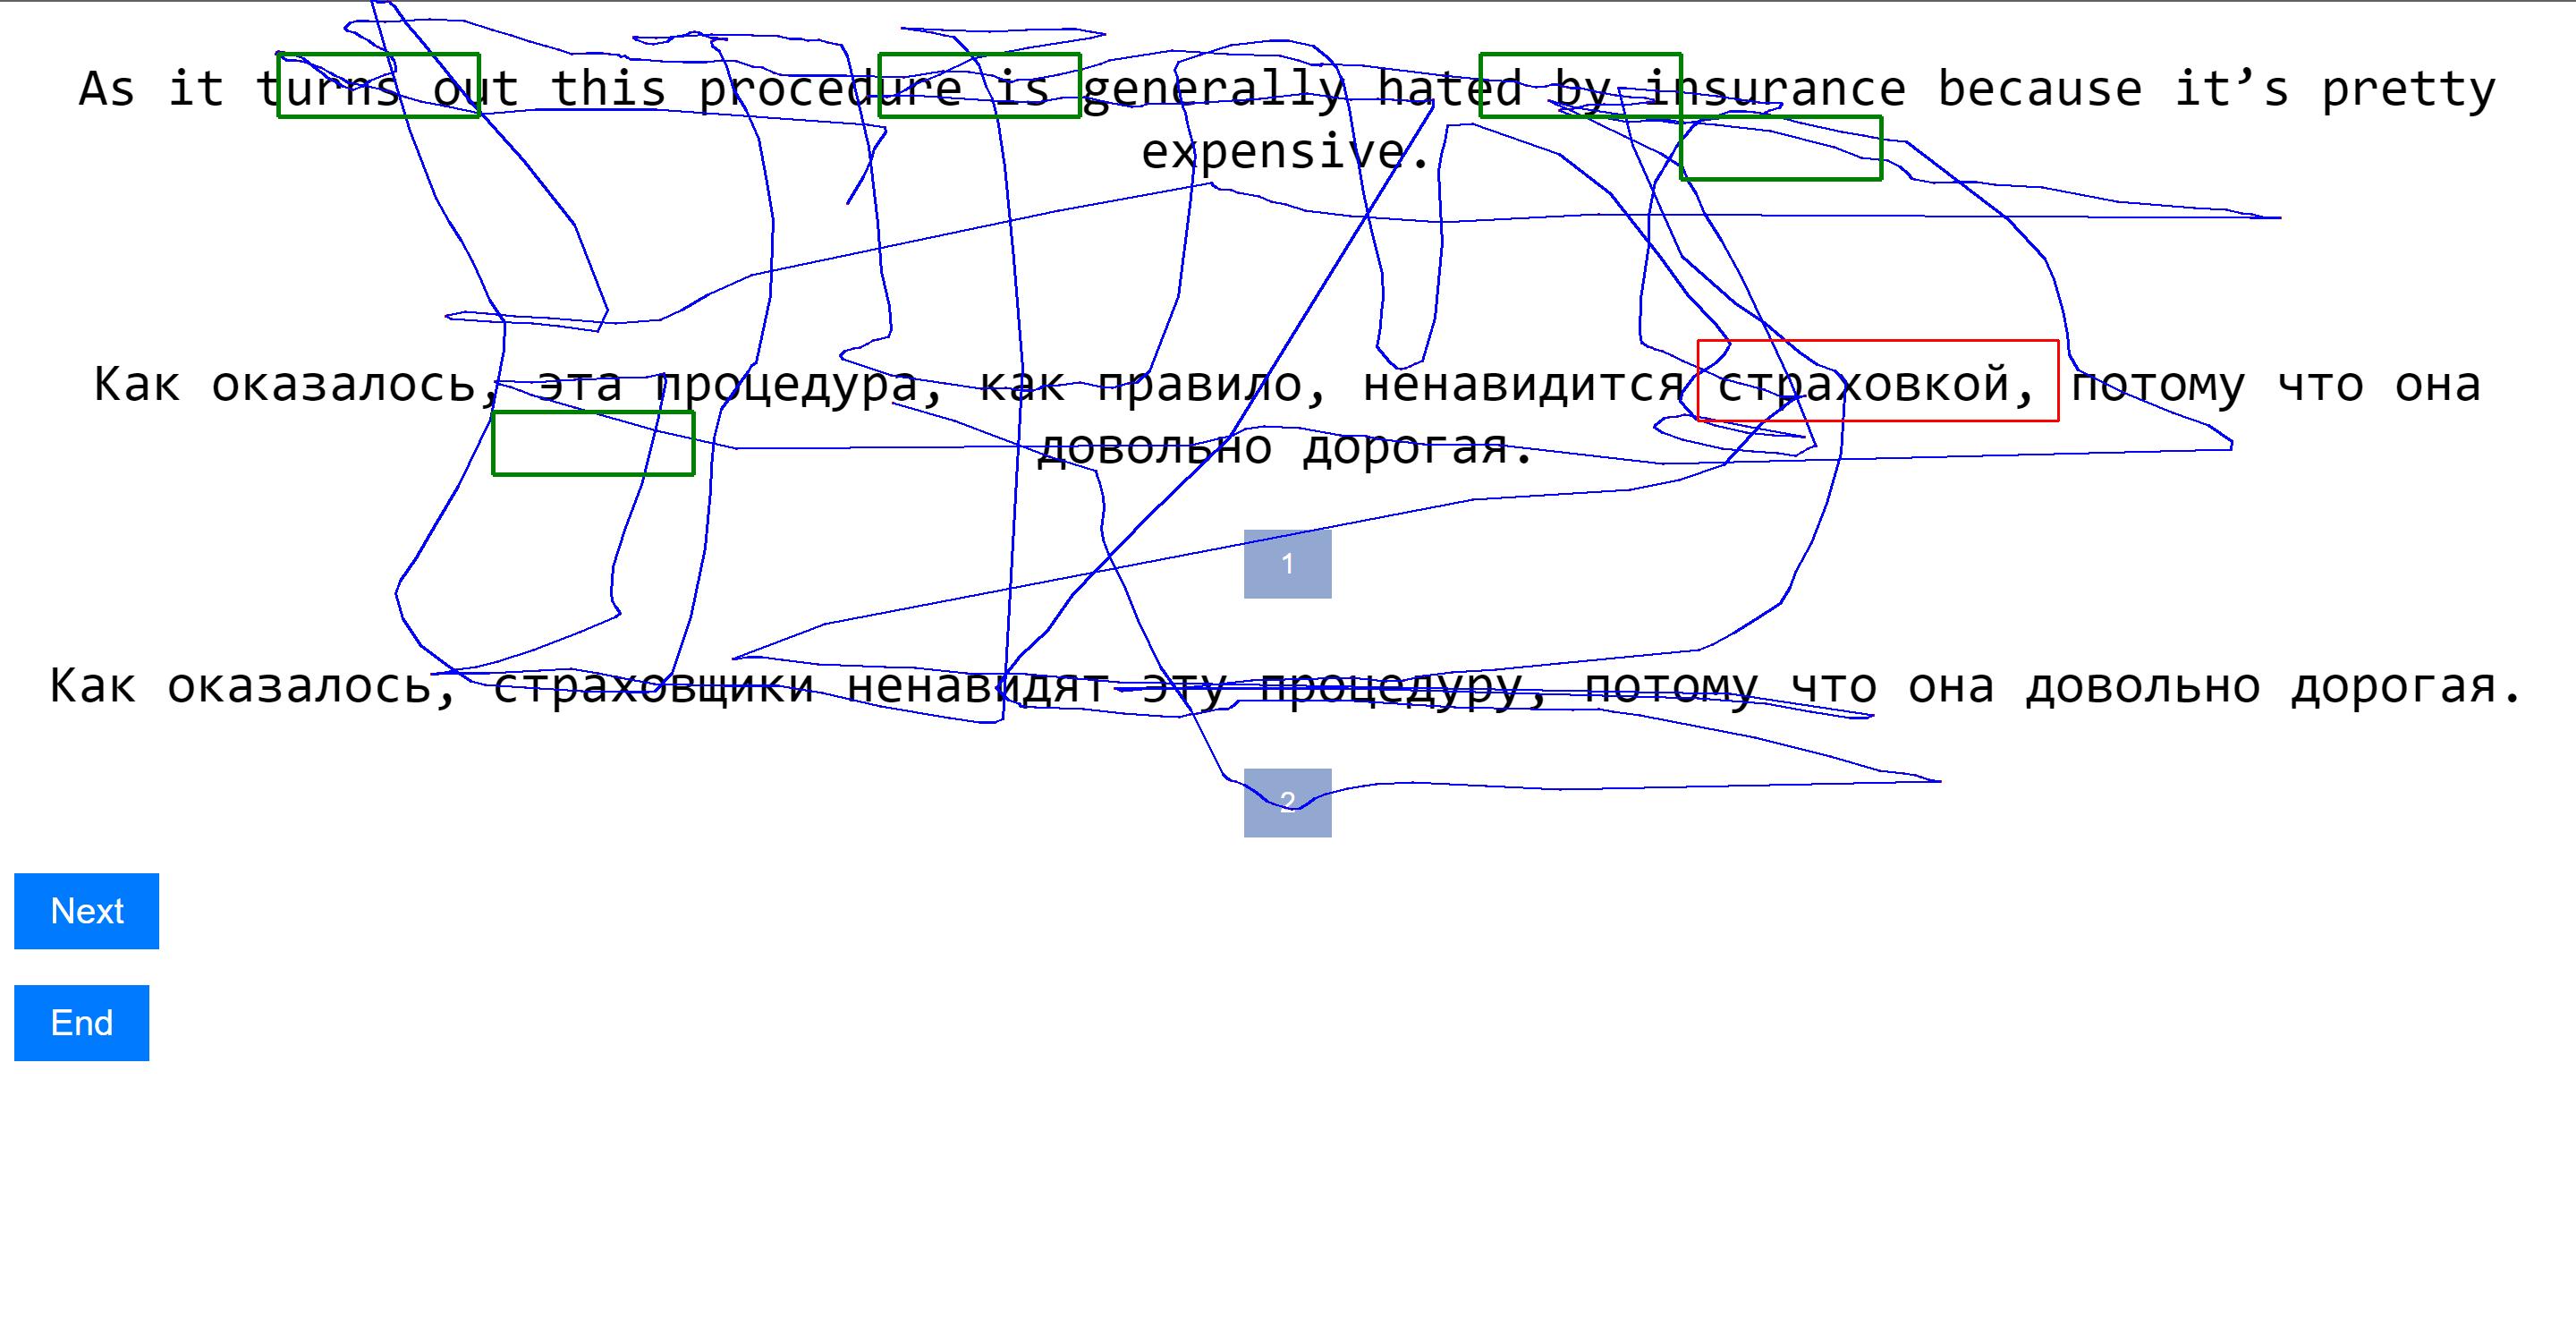 As it turns out this procedure is generally hated by insurance because it’s pretty
expensive.
Как оказалось, эта процедура, как правило, ненавидится страховкой, потому что она
довольно дорогая.
1
Как оказалось, страховщики ненавидят эту процедуру, потому что она довольно дорогая.
2
Next
End